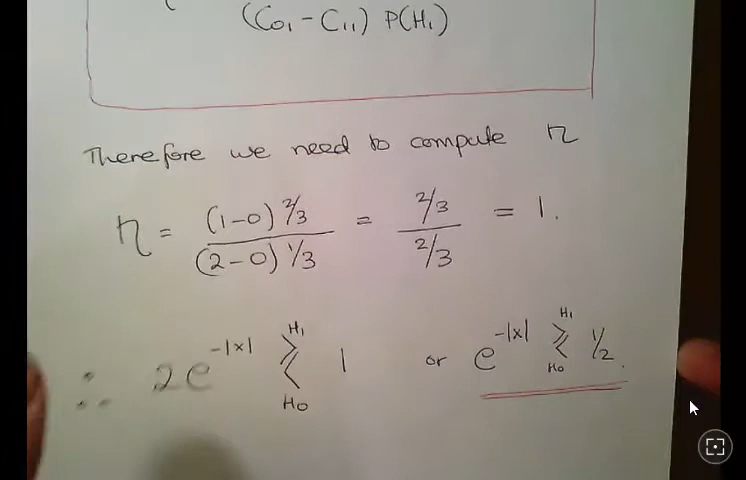 (C01 - C11) P(H1)
Therefore we need to compute η
η = (1-0) 2/3 / (2-0) 1/3 = 2/3 / 2/3 = 1.
∴ 2e^-|x| ≷ H1 H0 1 or e^-|x| ≷ H1 H0 1/2.